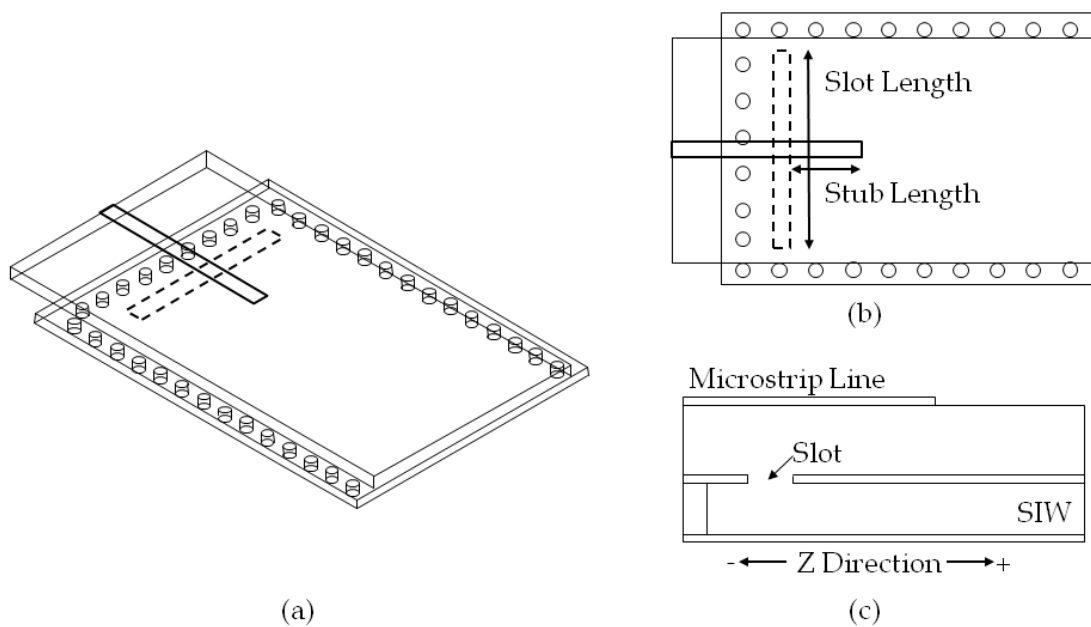 Slot Length
Stub Length
(b)
Microstrip Line
Slot
SIW
- Z Direction +
(a)
(c)